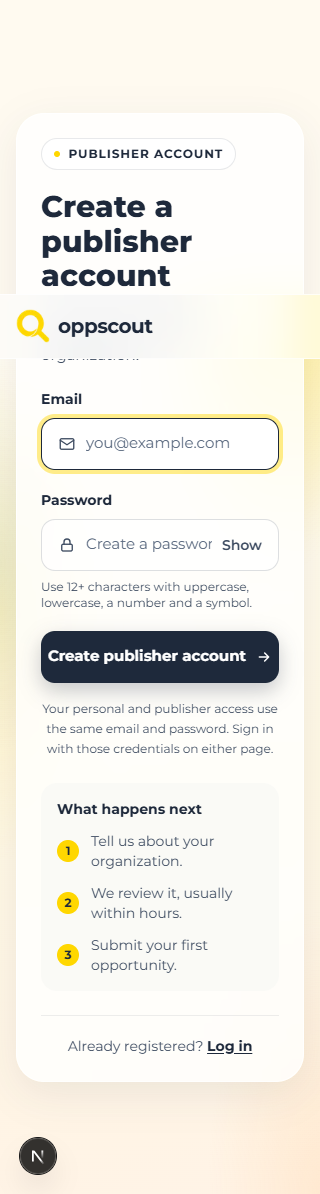 PUBLISHER ACCOUNT
Create a
publisher
account
oppscout
organization.
Email
you@example.com
Password
Create a passwor
Show
Use 12+ characters with uppercase,
lowercase, a number and a symbol.
Create publisher account →
Your personal and publisher access use
the same email and password. Sign in
with those credentials on either page.
What happens next
1 Tell us about your
organization.
2 We review it, usually
within hours.
3 Submit your first
opportunity.
Already registered? Log in
N